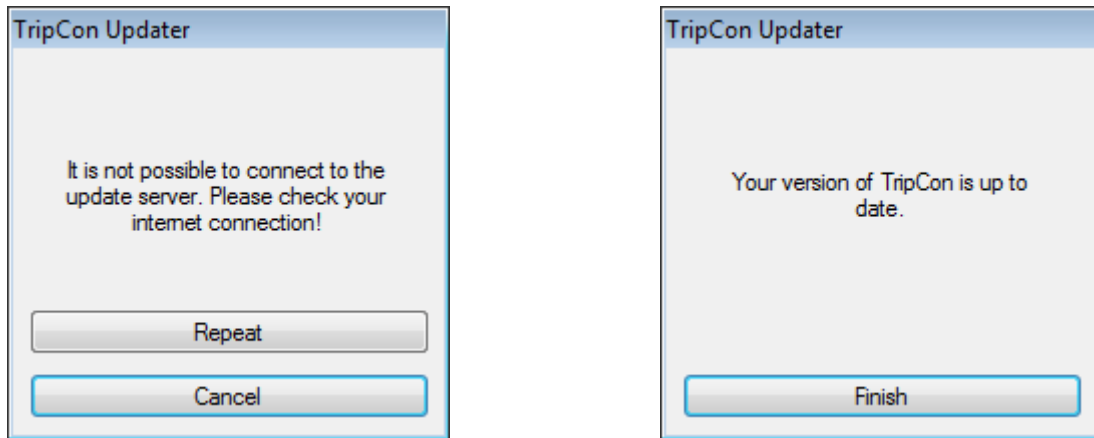 TripCon Updater
It is not possible to connect to the
update server. Please check your
internet connection!
Repeat
Cancel
TripCon Updater
Your version of TripCon is up to
date.
Finish